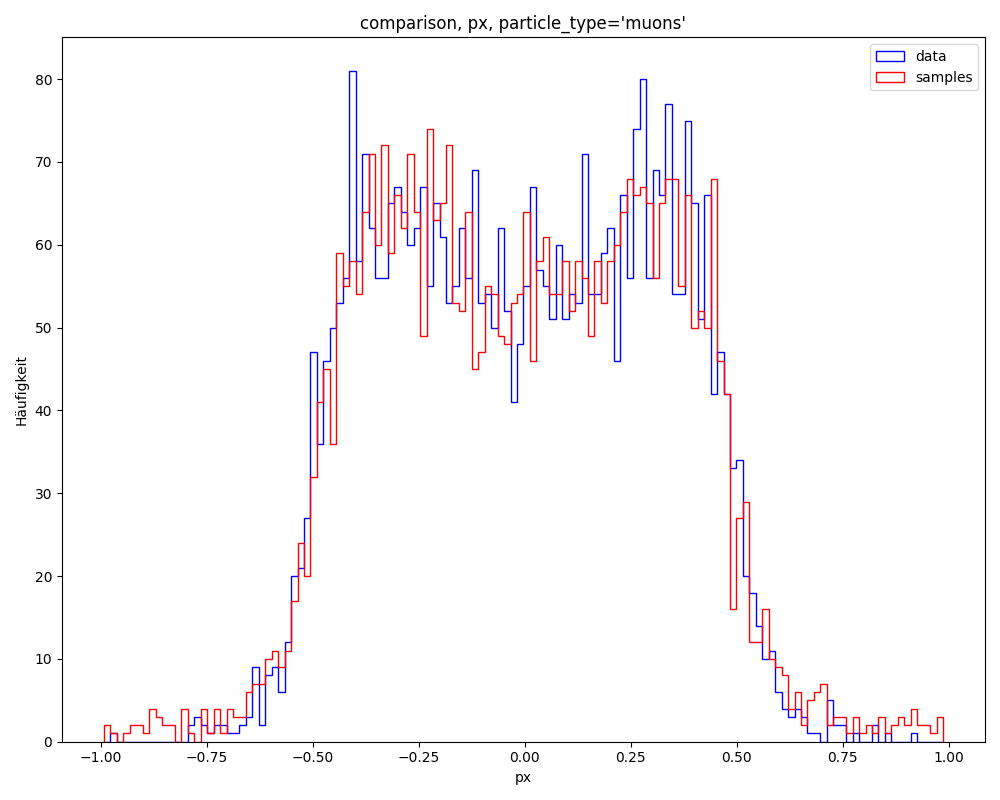 comparison, px, particle_type='muons'
data
samples
Häufigkeit
80
70
60
50
40
30
20
10
0
−1.00 −0.75 −0.50 −0.25 0.00 0.25 0.50 0.75 1.00
px